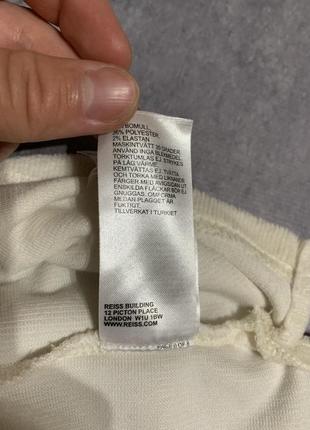 BOMULL,
36% POLYESTER,
2% ELASTAN
MASKINTVÄTT 30 GRADER.
ANVÄND INGA BLEKMEDEL.
TORKTUMLAS EJ. STRYKES
PÅ LÅG VÄRME.
KEMTVÄTTAS EJ. TVÄTTA
OCH TORKA MED LIKNANDE
FÄRGER MED AVIGSIDAN UT.
ENSKILDA FLÄCKAR BÖR EJ
GNUGGAS. OMFORMA
MEDAN PLAGGET ÄR
FUKTIGT.
TILLVERKAT I TURKIET
REISS BUILDING
12 PICTON PLACE
LONDON W1U 1BW
WWW.REISS.COM